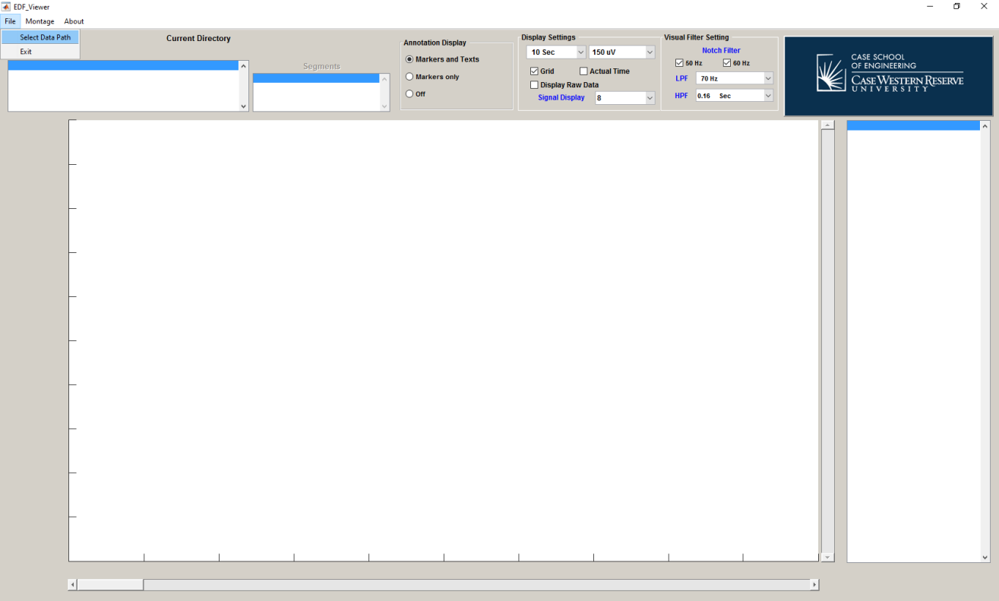 EDF_Viewer
File Montage About
Select Data Path
Exit
Current Directory
Segments
Annotation Display
Markers and Texts
Markers only
Off
Display Settings
10 Sec 150 uV
Grid Actual Time
Display Raw Data
Signal Display 8
Visual Filter Setting
Notch Filter
50 Hz 60 Hz
LPF 70 Hz
HPF 0.16 Sec
CASE SCHOOL
OF ENGINEERING
CASE WESTERN RESERVE
UNIVERSITY